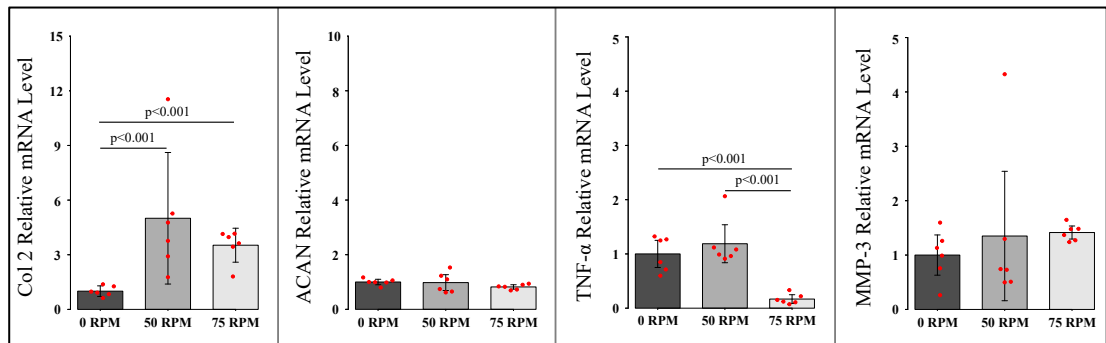 Col 2 Relative mRNA Level
15
12
9
6
3
0
p<0.001
p<0.001
0 RPM
50 RPM
75 RPM
ACAN Relative mRNA Level
10
8
6
4
2
0
0 RPM
50 RPM
75 RPM
TNF-α Relative mRNA Level
5
4
3
2
1
0
p<0.001
p<0.001
0 RPM
50 RPM
75 RPM
MMP-3 Relative mRNA Level
5
4
3
2
1
0
0 RPM
50 RPM
75 RPM